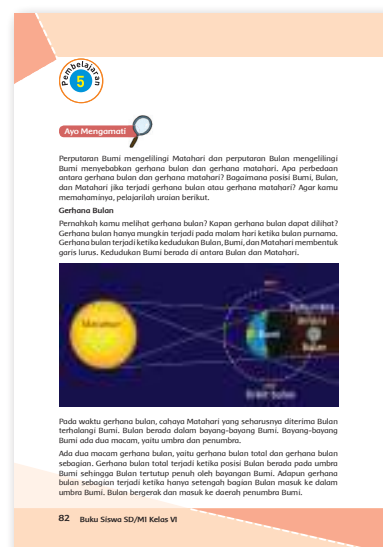 Pembelajaran
5
Ayo Mengamati
Perputaran Bumi mengelilingi Matahari dan perputaran Bulan mengelilingi
Bumi menyebabkan gerhana bulan dan gerhana matahari. Apa perbedaan
antara gerhana bulan dan gerhana matahari? Bagaimana posisi Bumi, Bulan,
dan Matahari jika terjadi gerhana bulan atau gerhana matahari? Agar kamu
memahaminya, pelajarilah uraian berikut.
Gerhana Bulan
Pernahkah kamu melihat gerhana bulan? Kapan gerhana bulan dapat dilihat?
Gerhana bulan hanya mungkin terjadi pada malam hari ketika bulan purnama.
Gerhana bulan terjadi ketika kedudukan Bulan, Bumi, dan Matahari membentuk
garis lurus. Kedudukan Bumi berada di antara Bulan dan Matahari.
Matahari
Penumbra
Umbra
Bumi
Bulan
Orbit bulan
Pada waktu gerhana bulan, cahaya Matahari yang seharusnya diterima Bulan
terhalangi Bumi. Bulan berada dalam bayang-bayang Bumi. Bayang-bayang
Bumi ada dua macam, yaitu umbra dan penumbra.
Ada dua macam gerhana bulan, yaitu gerhana bulan total dan gerhana bulan
sebagian. Gerhana bulan total terjadi ketika posisi Bulan berada pada umbra
Bumi sehingga Bulan tertutup penuh oleh bayangan Bumi. Adapun gerhana
bulan sebagian terjadi ketika hanya setengah bagian Bulan masuk ke dalam
umbra Bumi. Bulan bergerak dan masuk ke daerah penumbra Bumi.
82 Buku Siswa SD/MI Kelas VI